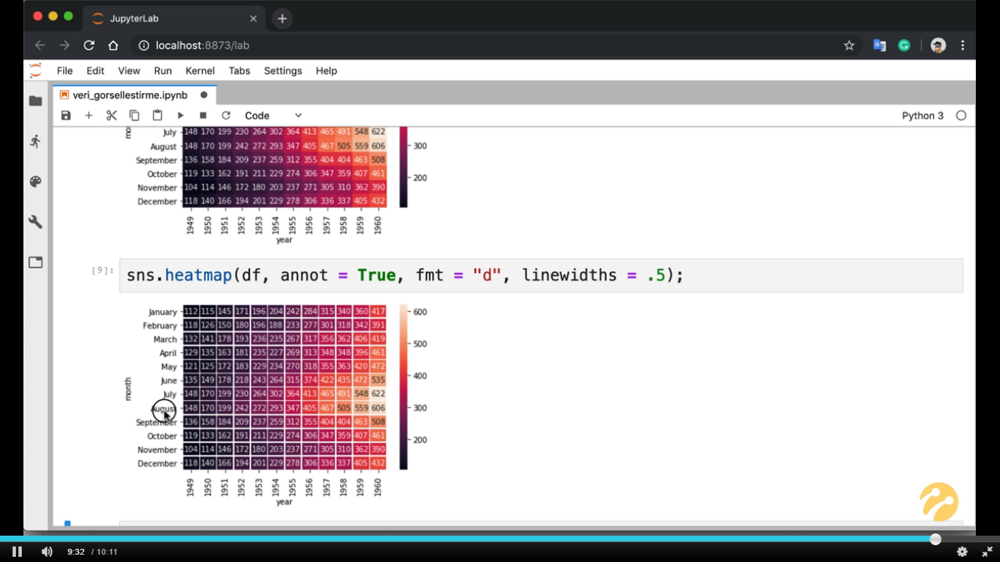 JupyterLab
localhost:8873/lab
File Edit View Run Kernel Tabs Settings Help
veri_gorsellestirme.ipynb
Code Python 3
July 148 170 199 230 264 302 364 413 465 491 548 622
August 148 170 199 242 272 293 347 405 467 505 559 606 300
September 136 158 184 209 237 259 312 355 404 404 463 508
October 119 133 162 191 211 229 274 306 347 359 407 461 200
November 104 114 146 172 180 203 237 271 305 310 362 390
December 118 140 166 194 201 229 278 306 336 337 405 432
1949 1950 1951 1952 1953 1954 1955 1956 1957 1958 1959 1960
year
[9]: sns.heatmap(df, annot = True, fmt = "d", linewidths = .5);
January 112 115 145 171 196 204 242 284 315 340 360 417 600
February 118 126 150 180 196 188 233 277 301 318 342 391
March 132 141 178 193 236 235 267 317 356 362 406 419
April 129 135 163 181 235 227 269 313 348 348 396 461 500
May 121 125 172 183 229 234 270 318 355 363 420 472
June 135 149 178 218 243 264 315 374 422 435 472 535 400
month
July 148 170 199 230 264 302 364 413 465 491 548 622
August 148 170 199 242 272 293 347 405 467 505 559 606 300
September 136 158 184 209 237 259 312 355 404 404 463 508
October 119 133 162 191 211 229 274 306 347 359 407 461 200
November 104 114 146 172 180 203 237 271 305 310 362 390
December 118 140 166 194 201 229 278 306 336 337 405 432
1949 1950 1951 1952 1953 1954 1955 1956 1957 1958 1959 1960
year
9:32 / 10:11